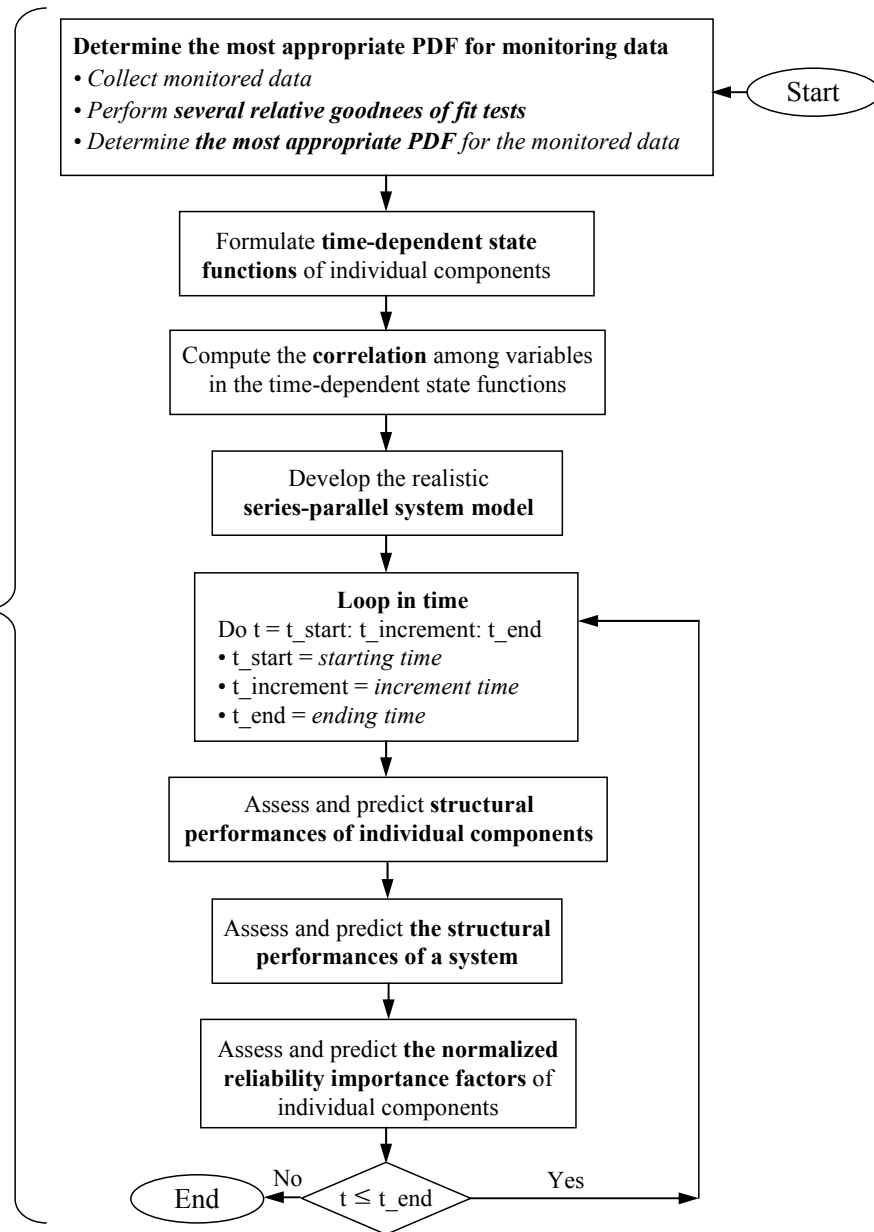 Determine the most appropriate PDF for monitoring data
• Collect monitored data
• Perform several relative goodnees of fit tests
• Determine the most appropriate PDF for the monitored data
Start
Formulate time-dependent state
functions of individual components
Compute the correlation among variables
in the time-dependent state functions
Develop the realistic
series-parallel system model
Loop in time
Do t = t_start: t_increment: t_end
• t_start = starting time
• t_increment = increment time
• t_end = ending time
Assess and predict structural
performances of individual components
Assess and predict the structural
performances of a system
Assess and predict the normalized
reliability importance factors of
individual components
No
Yes
End
t ≤ t_end